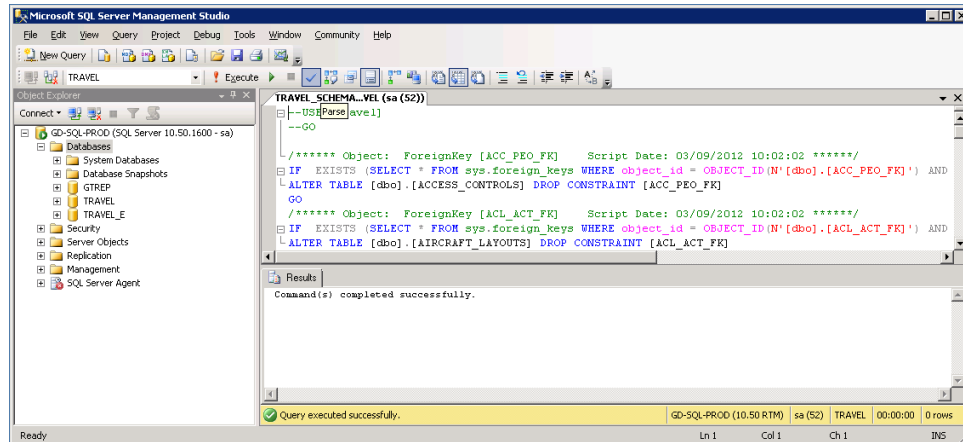 Microsoft SQL Server Management Studio
File Edit View Query Project Debug Tools Window Community Help
New Query
TRAVEL Execute
Object Explorer
TRAVEL_SCHEMA...VEL (sa (52))
Connect
GD-SQL-PROD (SQL Server 10.50.1600 - sa)
Databases
System Databases
Database Snapshots
GTREP
TRAVEL
TRAVEL_E
Security
Server Objects
Replication
Management
SQL Server Agent
--USE avel]
Parse
--GO
/****** Object: ForeignKey [ACC_PEO_FK] Script Date: 03/09/2012 10:02:02 ******/
IF EXISTS (SELECT * FROM sys.foreign_keys WHERE object_id = OBJECT_ID(N'[dbo].[ACC_PEO_FK]') AND
ALTER TABLE [dbo].[ACCESS_CONTROLS] DROP CONSTRAINT [ACC_PEO_FK]
GO
/****** Object: ForeignKey [ACL_ACT_FK] Script Date: 03/09/2012 10:02:02 ******/
IF EXISTS (SELECT * FROM sys.foreign_keys WHERE object_id = OBJECT_ID(N'[dbo].[ACL_ACT_FK]') AND
ALTER TABLE [dbo].[AIRCRAFT_LAYOUTS] DROP CONSTRAINT [ACL_ACT_FK]
Results
Command(s) completed successfully.
Query executed successfully. GD-SQL-PROD (10.50 RTM) sa (52) TRAVEL 00:00:00 0 rows
Ready Ln 1 Col 1 Ch 1 INS